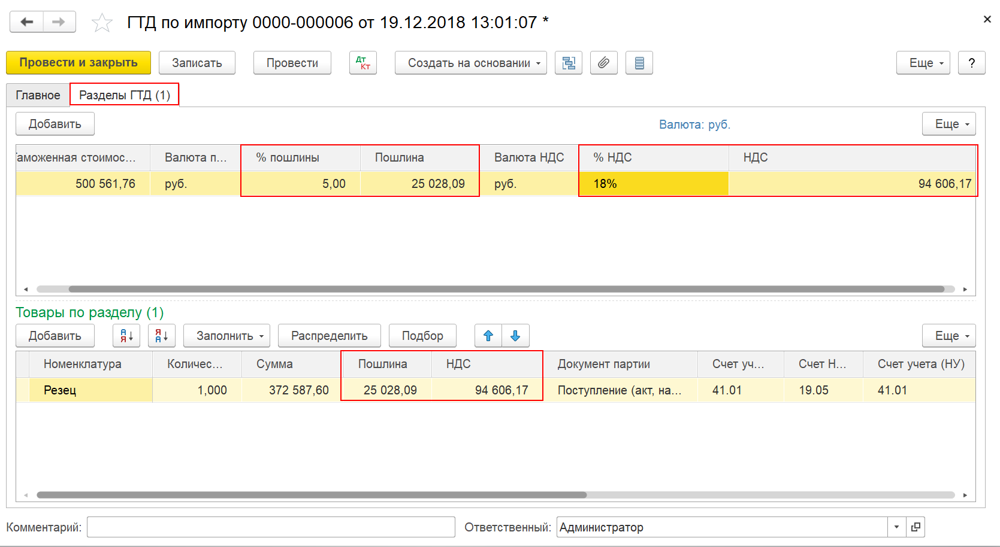 ГТД по импорту 0000-000006 от 19.12.2018 13:01:07 *
Провести и закрыть Записать Провести Дт Кт Создать на основании Еще ?
Главное Разделы ГТД (1)
Добавить Валюта: руб. Еще
аможенная стоимос... Валюта п... % пошлины Пошлина Валюта НДС % НДС НДС
500 561,76 руб. 5,00 25 028,09 руб. 18% 94 606,17
Товары по разделу (1)
Добавить А Я Я А Заполнить Распределить Подбор Еще
Номенклатура Количес... Сумма Пошлина НДС Документ партии Счет уч... Счет Н... Счет учета (НУ)
Резец 1,000 372 587,60 25 028,09 94 606,17 Поступление (акт, на... 41.01 19.05 41.01
Комментарий: Ответственный: Администратор